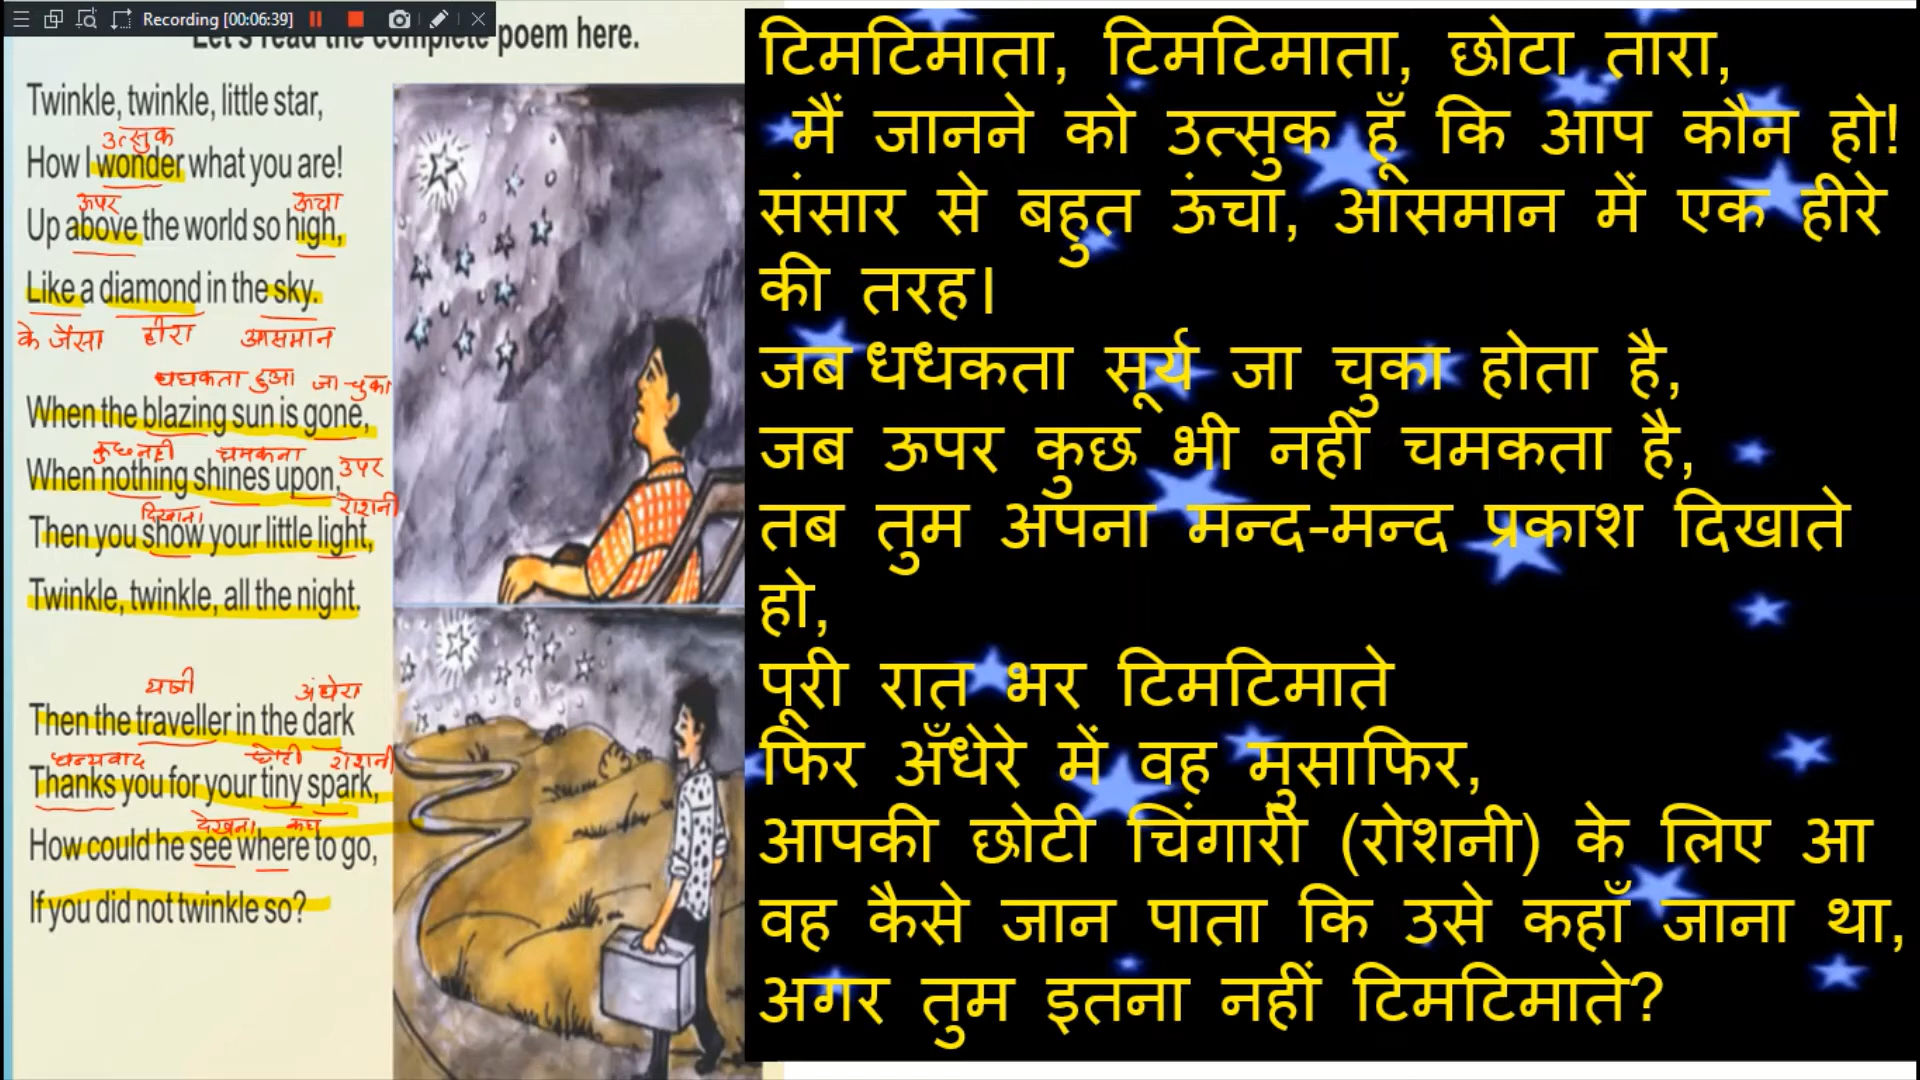 Recording [00:06:39]
Let's read the complete poem here.
Twinkle, twinkle, little star,
उत्सुक
How I wonder what you are!
ऊपर ऊंचा
Up above the world so high,
Like a diamond in the sky.
के जैसा हीरा आसमान
धधकता हुआ जा चुका
When the blazing sun is gone,
कुछ नही चमकना
When nothing shines upon, उपर
दिखाना रोशनी
Then you show your little light,
Twinkle, twinkle, all the night.
यात्री अंधेरा
Then the traveller in the dark
धन्यवाद छोटी रोशनी
Thanks you for your tiny spark,
देखना
How could he see where to go,
If you did not twinkle so?
टिमटिमाता, टिमटिमाता, छोटा तारा,
मैं जानने को उत्सुक हूँ कि आप कौन हो!
संसार से बहुत ऊंचा, आसमान में एक हीरे
की तरह।
जब धधकता सूर्य जा चुका होता है,
जब ऊपर कुछ भी नहीं चमकता है,
तब तुम अपना मन्द-मन्द प्रकाश दिखाते
हो,
पूरी रात भर टिमटिमाते
फिर अँधेरे में वह मुसाफिर,
आपकी छोटी चिंगारी (रोशनी) के लिए आ
वह कैसे जान पाता कि उसे कहाँ जाना था,
अगर तुम इतना नहीं टिमटिमाते?